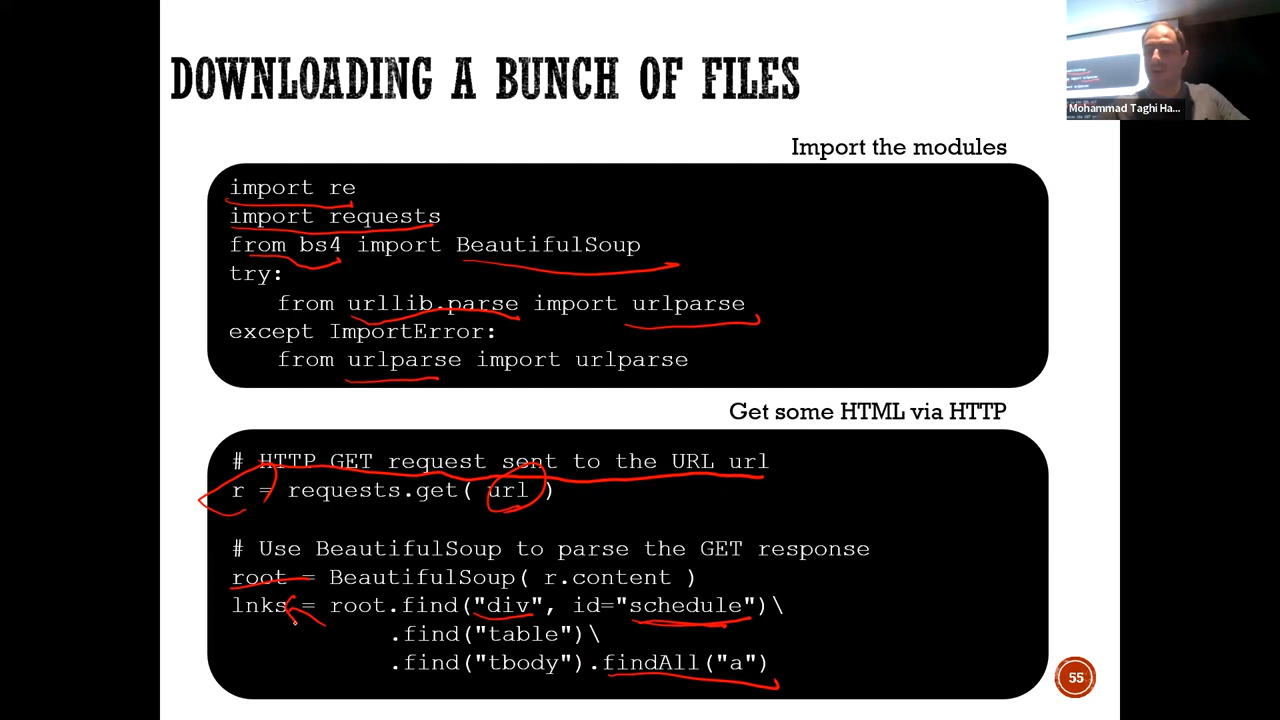 DOWNLOADING A BUNCH OF FILES
Mohammad Taghi Ha...
Import the modules
import re
import requests
from bs4 import BeautifulSoup
try:
from urllib.parse import urlparse
except ImportError:
from urlparse import urlparse
Get some HTML via HTTP
# HTTP GET request sent to the URL url
r = requests.get( url )
# Use BeautifulSoup to parse the GET response
root = BeautifulSoup( r.content )
lnks = root.find("div", id="schedule")\
.find("table")\
.find("tbody").findAll("a")
55